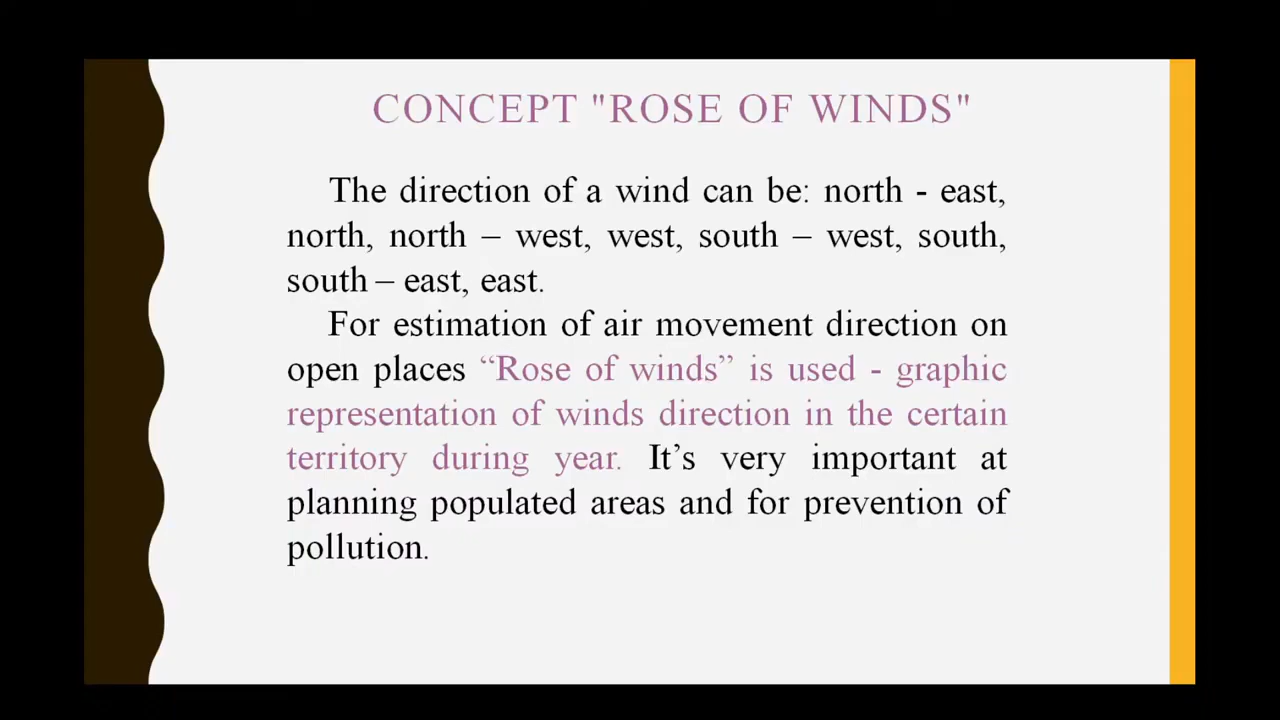 CONCEPT "ROSE OF WINDS"
The direction of a wind can be: north - east,
north, north – west, west, south – west, south,
south – east, east.
For estimation of air movement direction on
open places “Rose of winds” is used - graphic
representation of winds direction in the certain
territory during year. It’s very important at
planning populated areas and for prevention of
pollution.